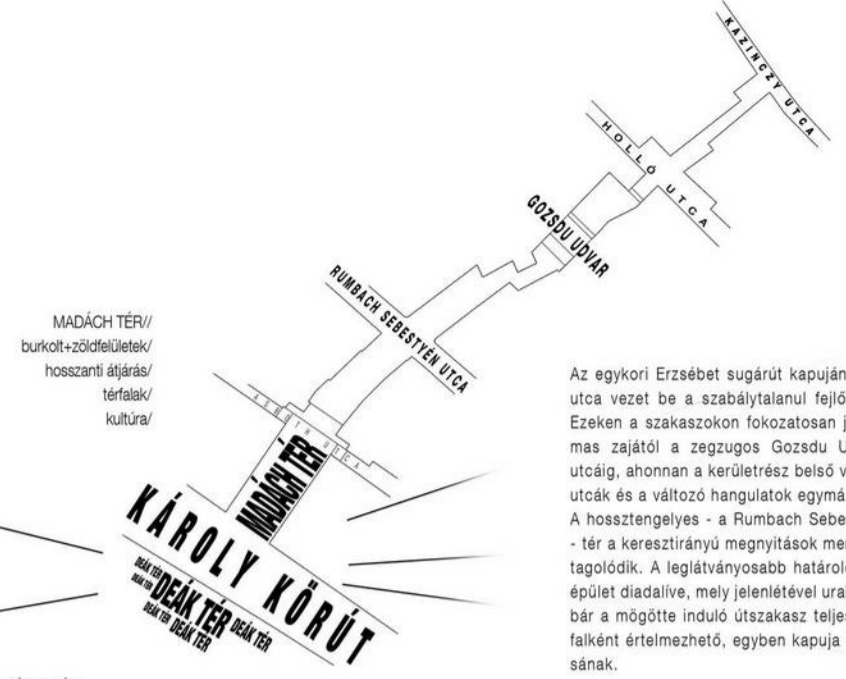 KAZINCZY UTCA
HOLLÓ UTCA
GOZSDU UDVAR
RUMBACH SEBESTYÉN UTCA
MADÁCH TÉR//
burkolt+zöldfelületek/
hosszanti átjárás/
térfalak/
kultúra/
ASBÓTH UTCA
MADÁCH TÉR
KÁROLY KÖRÚT
DEÁK TÉR
DEÁK TÉR
DEÁK TÉR
DEÁK TÉR
DEÁK TÉR
DEÁK TÉR
Az egykori Erzsébet sugárút kapuján
utca vezet be a szabálytalanul fejlő
Ezeken a szakaszokon fokozatosan j
mas zajától a zegzugos Gozsdu U
utcáig, ahonnan a kerületrész belső v
utcák és a változó hangulatok egymá
A hossztengelyes - a Rumbach Sebe
- tér a keresztirányú megnyitások me
tagolódik. A leglátványosabb határol
épület diadalíve, mely jelenlétével ural
bár a mögötte induló útszakasz teljes
falként értelmezhető, egyben kapuja
sának.